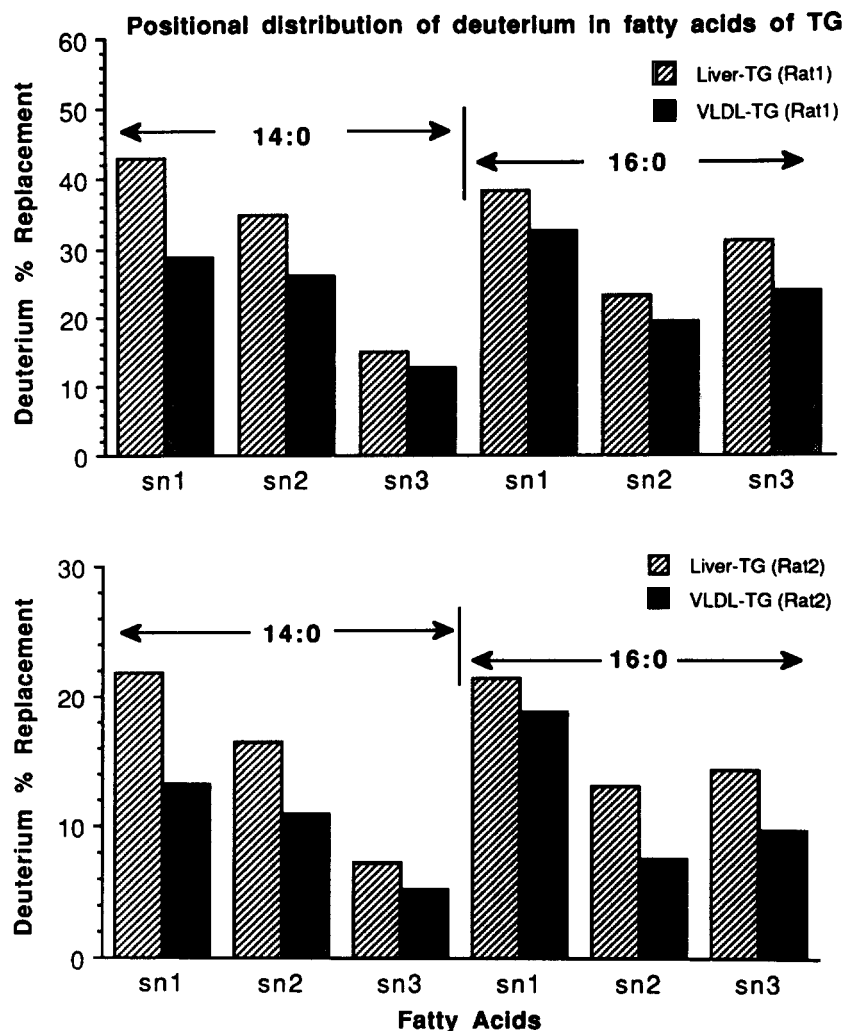 Positional distribution of deuterium in fatty acids of TG
Deuterium % Replacement
60
50
40
30
20
10
0
Liver-TG (Rat1)
VLDL-TG (Rat1)
14:0
16:0
sn1 sn2 sn3 sn1 sn2 sn3
Deuterium % Replacement
30
20
10
0
Liver-TG (Rat2)
VLDL-TG (Rat2)
14:0
16:0
sn1 sn2 sn3 sn1 sn2 sn3
Fatty Acids